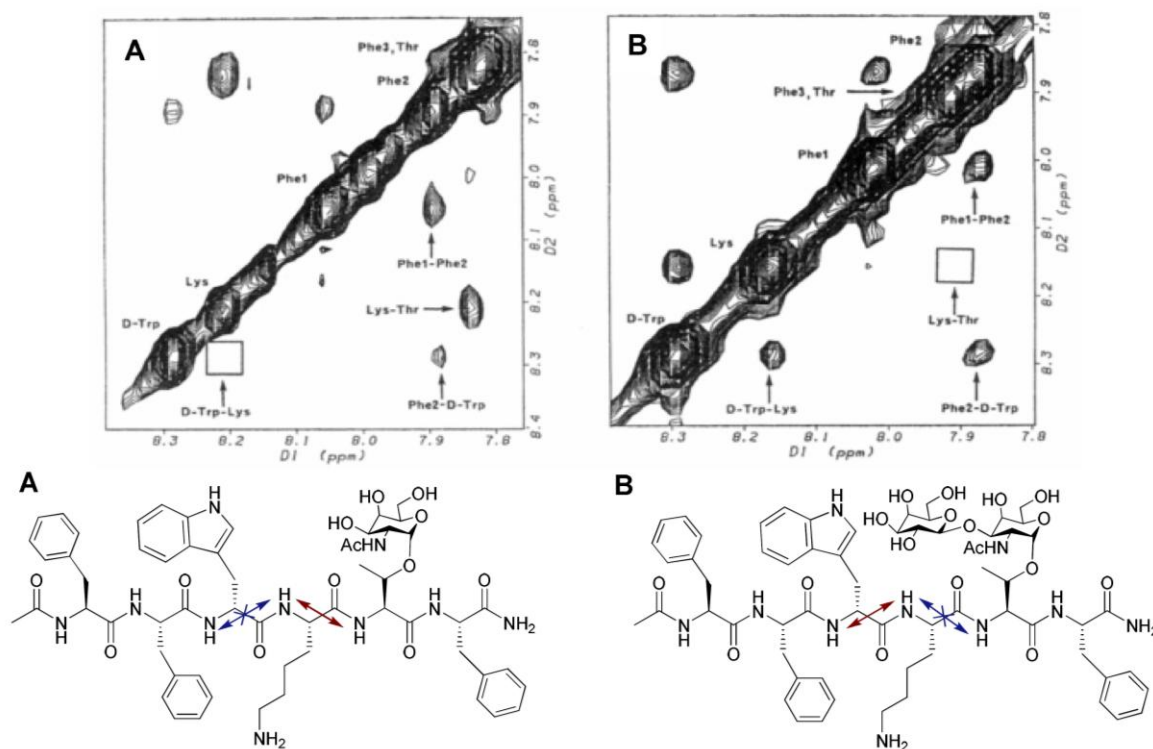 A
Phe3, Thr
Phe2
Phe1
Lys
D-Trp
Phe1-Phe2
Lys-Thr
D-Trp-Lys
Phe2-D-Trp
7.8
7.9
8.0
8.1
8.2
8.3
8.4
D2 (ppm)
8.3 8.2 8.1 8.0 7.9
D1 (ppm)
B
Phe2
Phe3, Thr
Phe1
Lys
D-Trp
Phe1-Phe2
Lys-Thr
D-Trp-Lys
Phe2-D-Trp
7.8
7.9
8.0
8.1
8.2
8.3
D2 (ppm)
8.3 8.2 8.1 8.0 7.9 7.8
D1 (ppm)
A
H
N
HO OH
HO
O
AcHN
O
O H
N
O H
N
O
O
NH2
N
H
O
N
H
O
N
H
O
N
H
O
NH2
B
H
N
HO OH
HO
O
HO
O
HO OH
O
AcHN
O
O H
N
O H
N
O
O
NH2
N
H
O
N
H
O
N
H
O
N
H
O
NH2